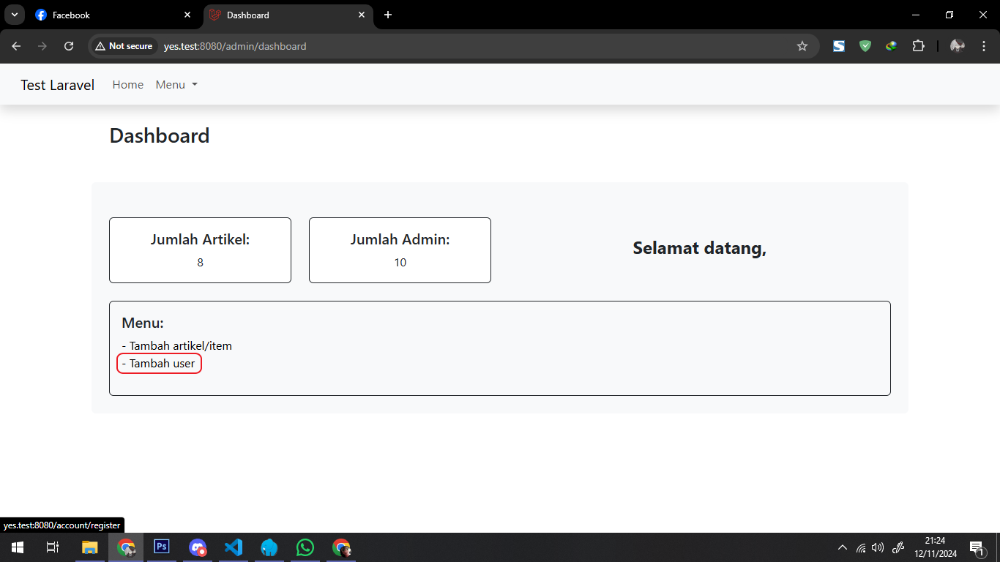 Facebook
Dashboard
Not secure
yes.test:8080/admin/dashboard
Test Laravel
Home
Menu
Dashboard
Jumlah Artikel:
8
Jumlah Admin:
10
Selamat datang,
Menu:
- Tambah artikel/item
- Tambah user
yes.test:8080/account/register
Ps
21:24
12/11/2024
1